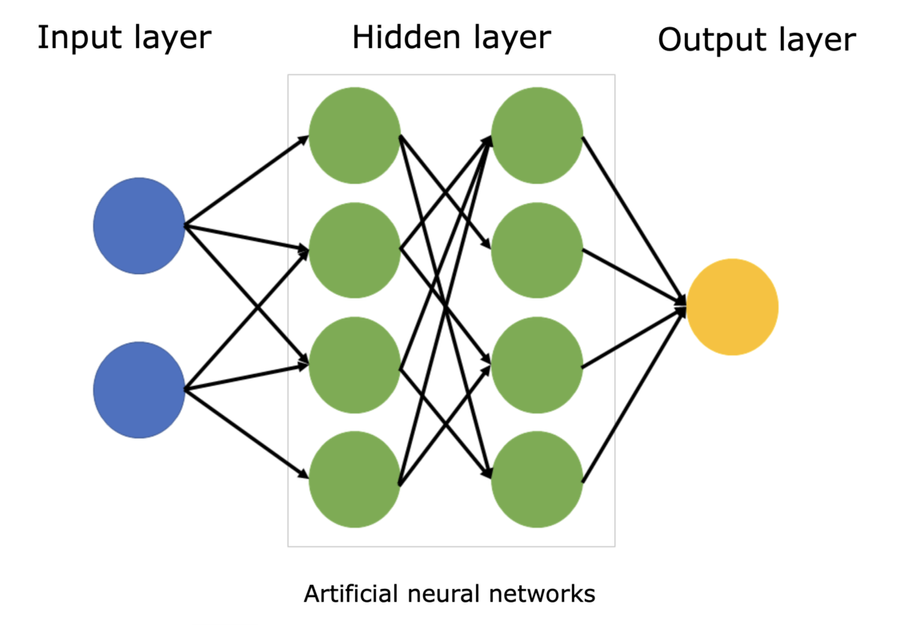 Input layer
Hidden layer
Output layer
Artificial neural networks